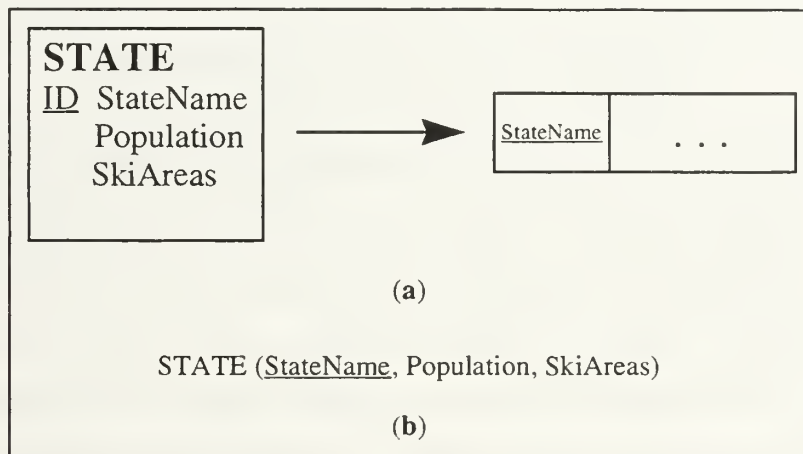 STATE
ID StateName
Population
SkiAreas
StateName
. . .
(a)
STATE (StateName, Population, SkiAreas)
(b)